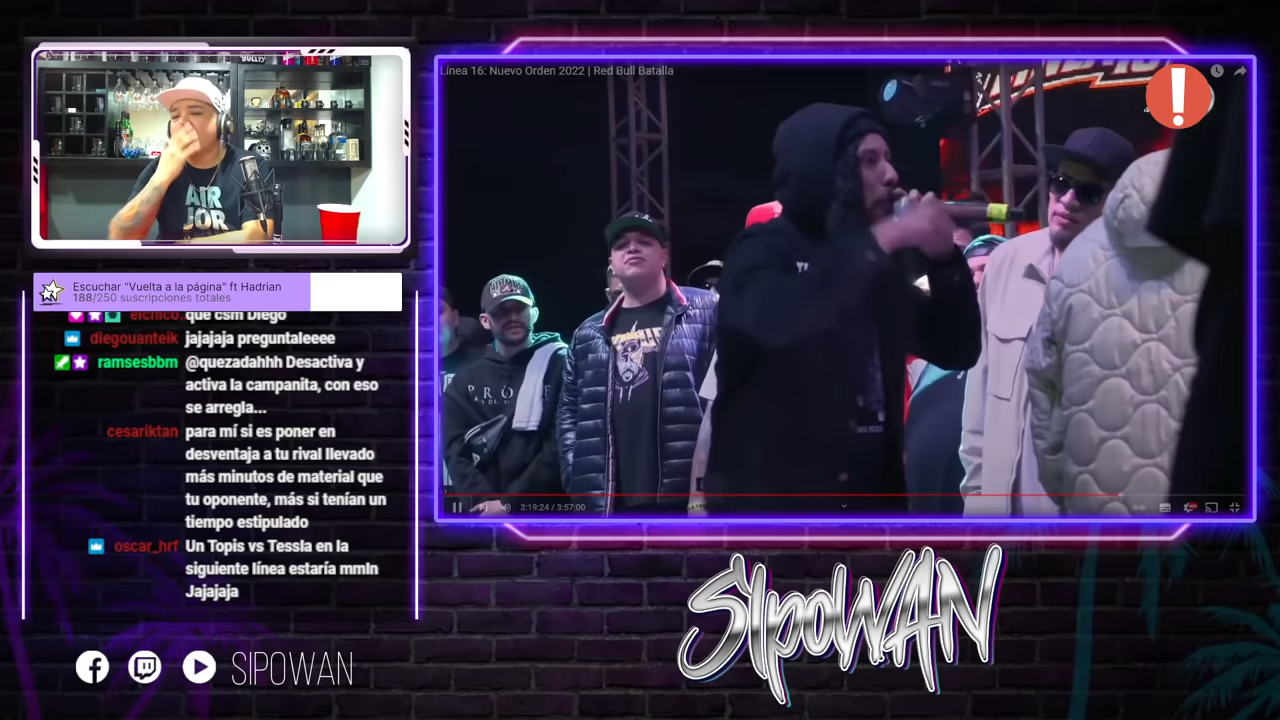 BULLY
AIR
JOR
Escuchar "Vuelta a la página" ft Hadrian
188/250 suscripciones totales
elchico. que csm Diego
diegouanteik jajajaja preguntaleeee
ramsesbbm @quezadahhh Desactiva y
activa la campanita, con eso
se arregla...
cesariktan para mí si es poner en
desventaja a tu rival llevado
más minutos de material que
tu oponente, más si tenían un
tiempo estipulado
oscar_hrf Un Topis vs Tessla en la
siguiente línea estaría mmln
Jajajaja
SIPOWAN
Línea 16: Nuevo Orden 2022 | Red Bull Batalla
!
3:19:24 / 3:57:00
SIPOWAN